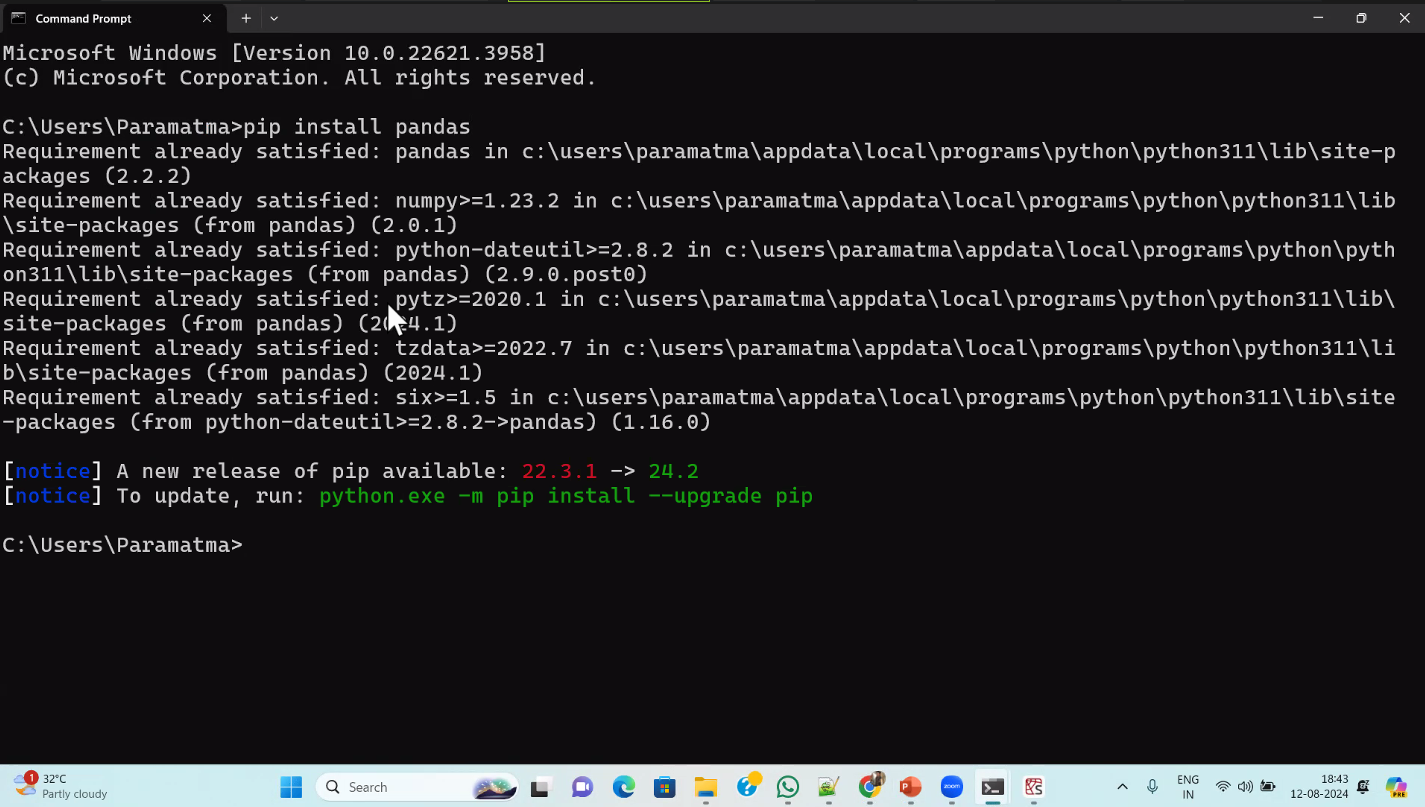 Command Prompt
Microsoft Windows [Version 10.0.22621.3958]
(c) Microsoft Corporation. All rights reserved.
C:\Users\Paramatma>pip install pandas
Requirement already satisfied: pandas in c:\users\paramatma\appdata\local\programs\python\python311\lib\site-p
ackages (2.2.2)
Requirement already satisfied: numpy>=1.23.2 in c:\users\paramatma\appdata\local\programs\python\python311\lib
\site-packages (from pandas) (2.0.1)
Requirement already satisfied: python-dateutil>=2.8.2 in c:\users\paramatma\appdata\local\programs\python\pyth
on311\lib\site-packages (from pandas) (2.9.0.post0)
Requirement already satisfied: pytz>=2020.1 in c:\users\paramatma\appdata\local\programs\python\python311\lib\
site-packages (from pandas) (2024.1)
Requirement already satisfied: tzdata>=2022.7 in c:\users\paramatma\appdata\local\programs\python\python311\li
b\site-packages (from pandas) (2024.1)
Requirement already satisfied: six>=1.5 in c:\users\paramatma\appdata\local\programs\python\python311\lib\site
-packages (from python-dateutil>=2.8.2->pandas) (1.16.0)
[notice] A new release of pip available: 22.3.1 -> 24.2
[notice] To update, run: python.exe -m pip install --upgrade pip
C:\Users\Paramatma>
1
32°C
Partly cloudy
Search
zoom
ENG
IN
18:43
12-08-2024
PRE